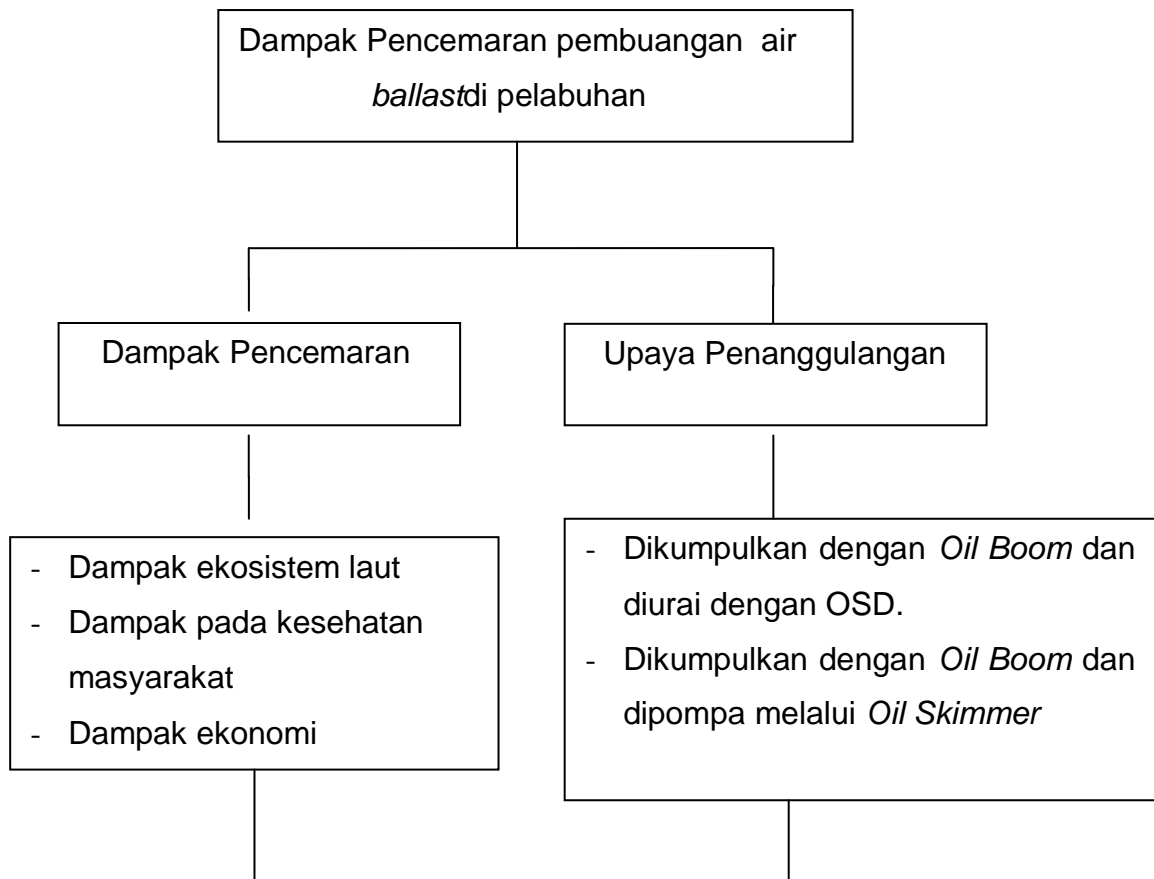 Dampak Pencemaran pembuangan  air
ballastdi pelabuhan
Dampak Pencemaran
Upaya Penanggulangan
- Dampak ekosistem laut
- Dampak pada kesehatan
masyarakat
- Dampak ekonomi
- Dikumpulkan dengan Oil Boom dan
diurai dengan OSD.
- Dikumpulkan dengan Oil Boom dan
dipompa melalui Oil Skimmer